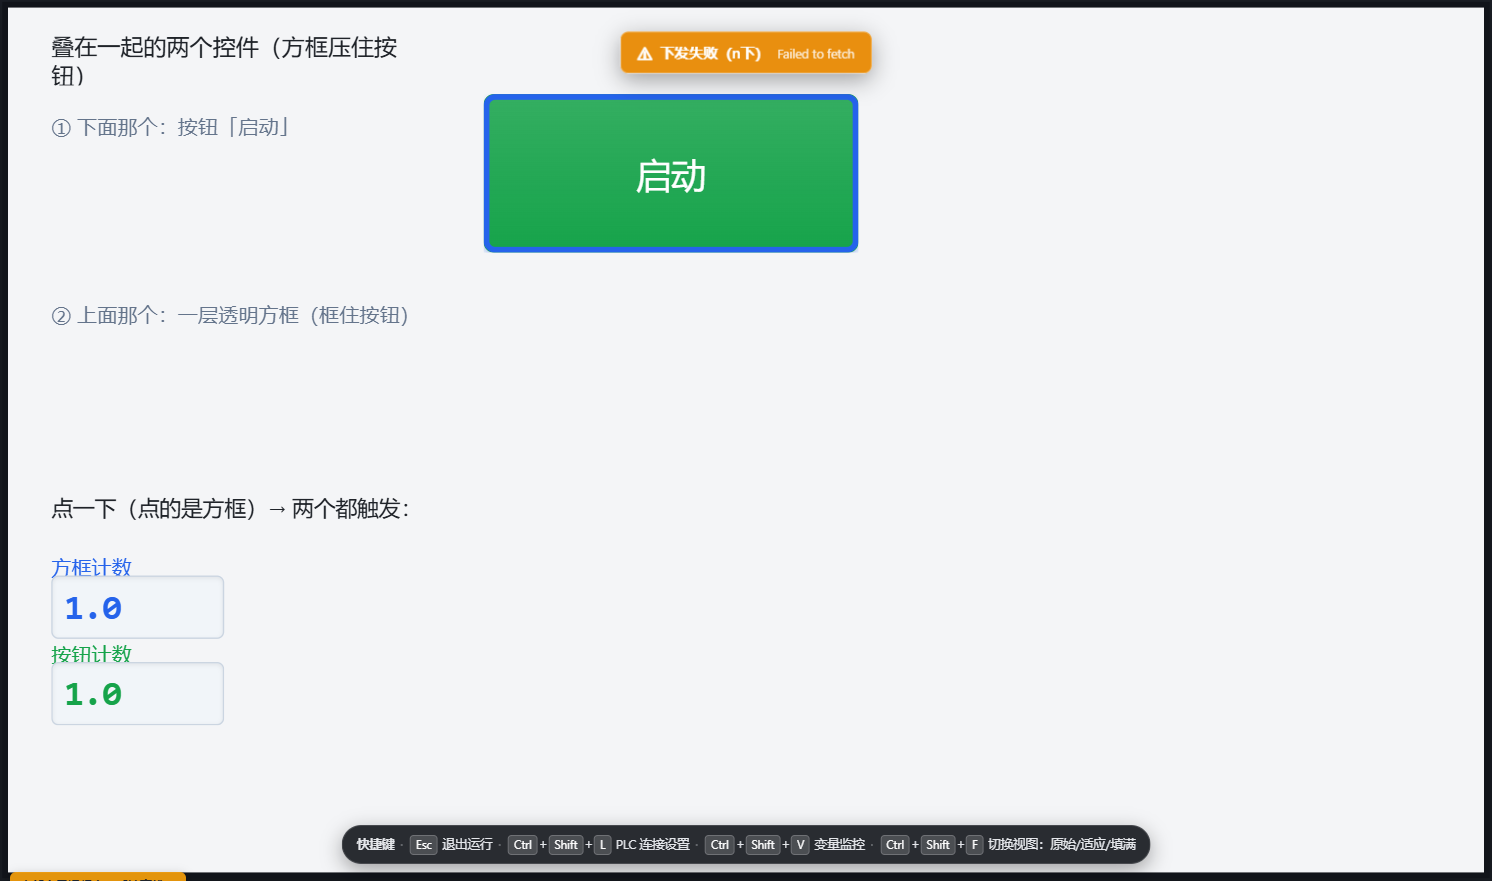 叠在一起的两个控件（方框压住按
钮）
下发失败（n下） Failed to fetch
① 下面那个：按钮「启动」
启动
② 上面那个：一层透明方框（框住按钮）
点一下（点的是方框）→ 两个都触发：
方框计数
1.0
按钮计数
1.0
快捷键 · Esc 退出运行 · Ctrl + Shift + L PLC 连接设置 · Ctrl + Shift + V 变量监控 · Ctrl + Shift + F 切换视图：原始/适应/填满